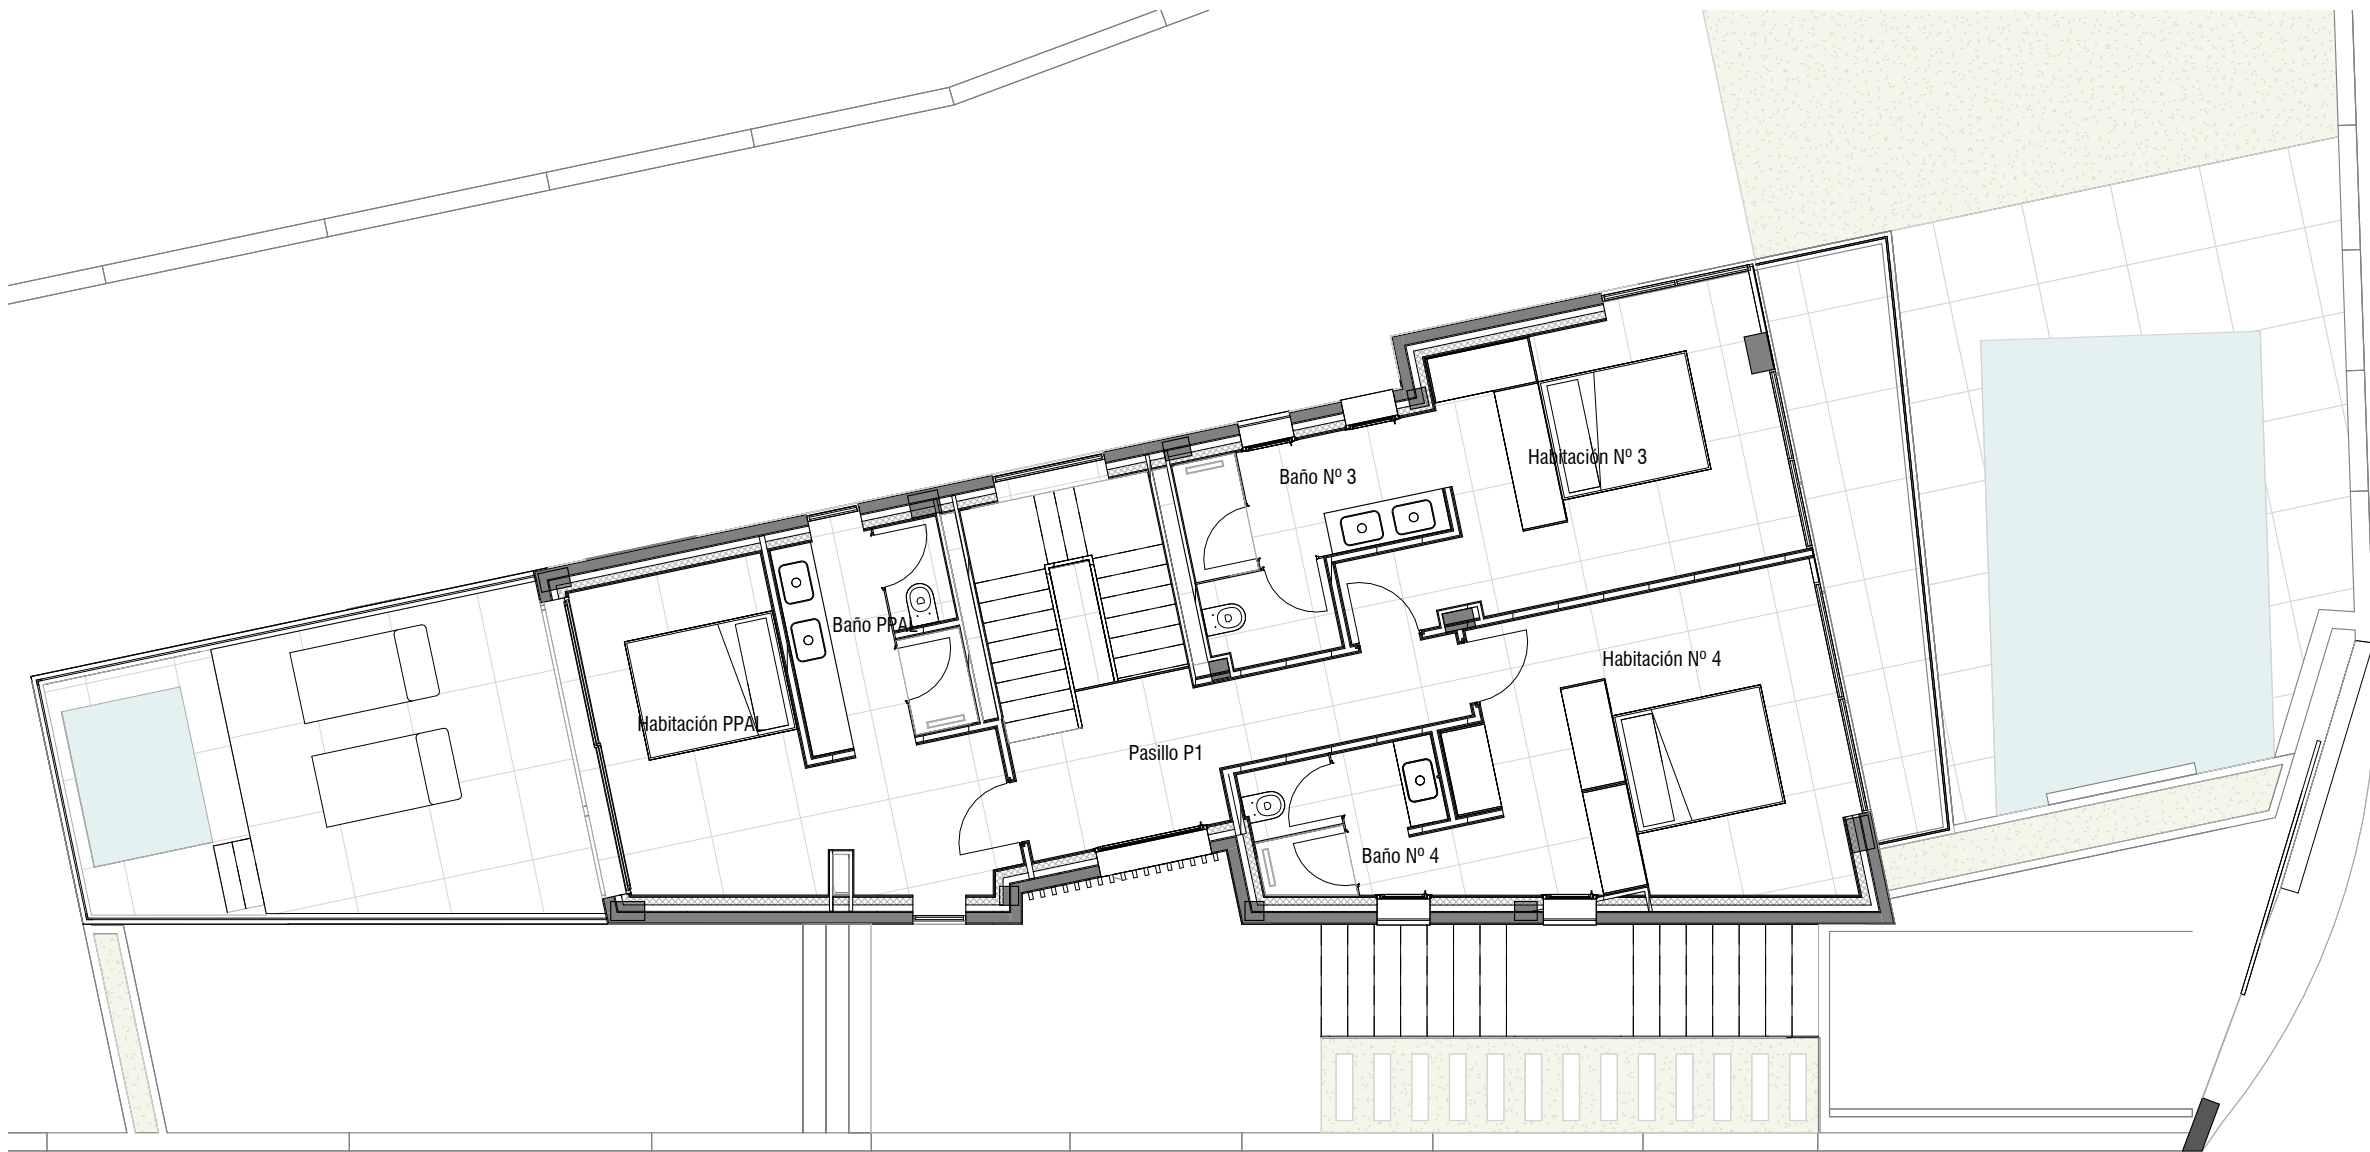 Habitación Nº 3
Baño Nº 3
Baño PPAL
Habitación Nº 4
Habitación PPAL
Pasillo P1
Baño Nº 4